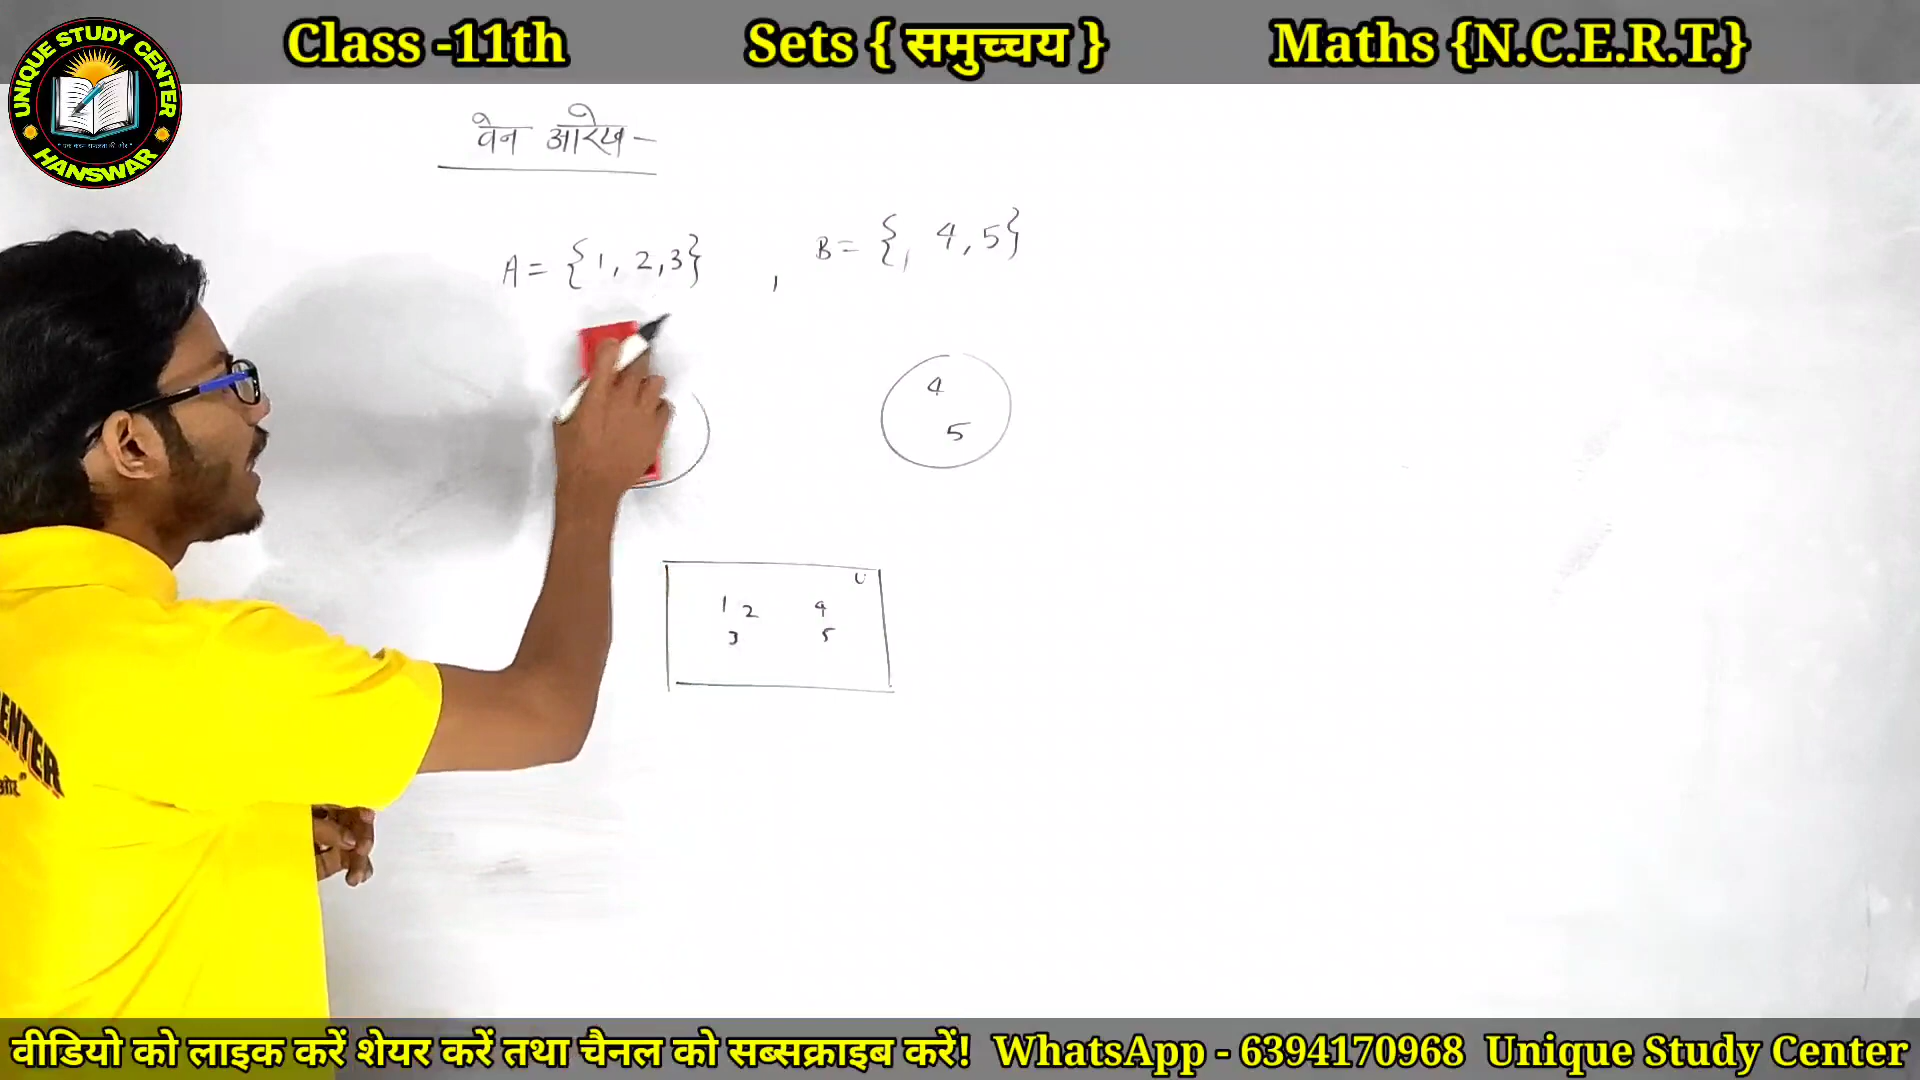 Class -11th
Sets { समुच्चय }
Maths {N.C.E.R.T.}
UNIQUE STUDY CENTER
HANSWAR
वेन आरेख –
A = {1, 2,3} , B = {, 4,5}
4
5
U
1 2 4
3 5
ENTER
ओर"
वीडियो को लाइक करें शेयर करें तथा चैनल को सब्सक्राइब करें! WhatsApp - 6394170968 Unique Study Center